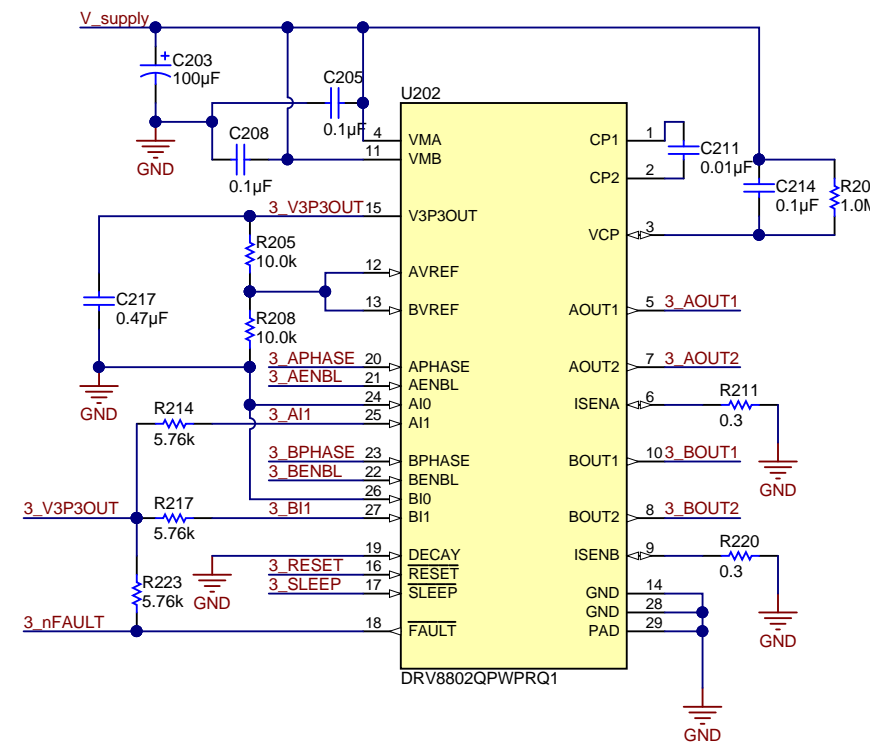 V_supply
C203
100µF
C205
0.1µF
C208
0.1µF
GND
U202
4 VMA
11 VMB
CP1 1
CP2 2
C211
0.01µF
C214
0.1µF
R20
1.0M
VCP 3
3_V3P3OUT 15 V3P3OUT
R205
10.0k
12 AVREF
13 BVREF
R208
10.0k
C217
0.47µF
GND
AOUT1 5 3_AOUT1
AOUT2 7 3_AOUT2
3_APHASE 20 APHASE
3_AENBL 21 AENBL
24 AI0
3_AI1 25 AI1
ISENA 6
R211
0.3
GND
R214
5.76k
3_BPHASE 23 BPHASE
3_BENBL 22 BENBL
26 BI0
3_BI1 27 BI1
BOUT1 10 3_BOUT1
BOUT2 8 3_BOUT2
3_V3P3OUT
R217
5.76k
19 DECAY
3_RESET 16 RESET
3_SLEEP 17 SLEEP
GND
ISENB 9
R220
0.3
GND
R223
5.76k
3_nFAULT 18 FAULT
GND 14
GND 28
PAD 29
GND
DRV8802QPWPRQ1